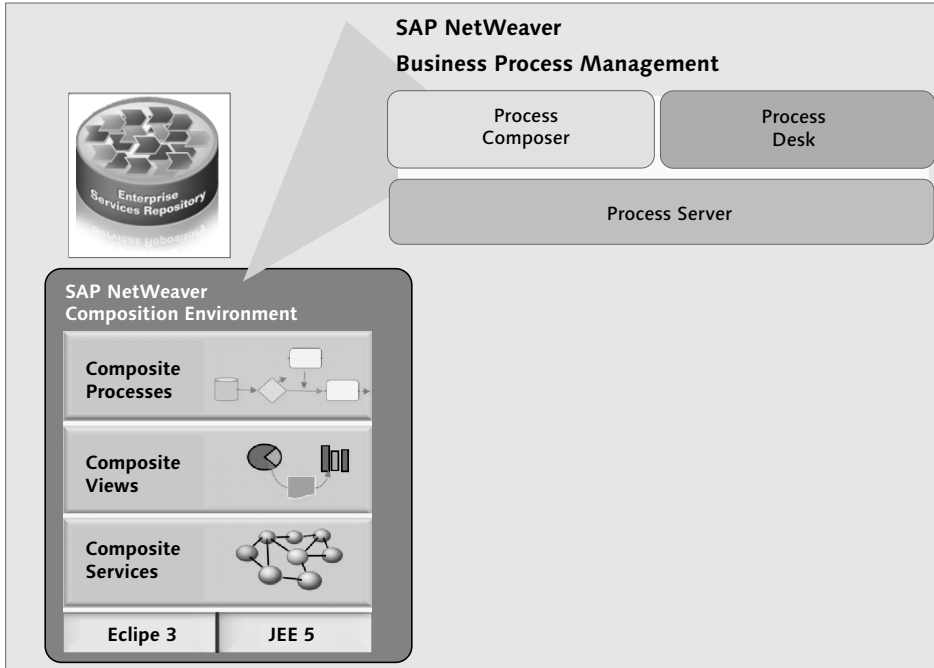 SAP NetWeaver
Business Process Management
Process
Composer
Process
Desk
Process Server
Enterprise
Services Repository
SAP NetWeaver
Composition Environment
Composite
Processes
Composite
Views
Composite
Services
Eclipe 3
JEE 5